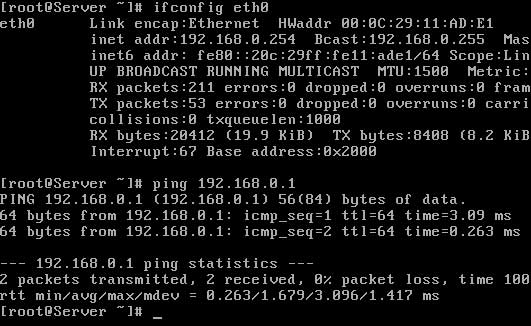 [root@Server ~]# ifconfig eth0
eth0 Link encap:Ethernet HWaddr 00:0C:29:11:AD:E1
inet addr:192.168.0.254 Bcast:192.168.0.255 Mas
inet6 addr: fe80::20c:29ff:fe11:ade1/64 Scope:Lin
UP BROADCAST RUNNING MULTICAST MTU:1500 Metric:
RX packets:211 errors:0 dropped:0 overruns:0 fram
TX packets:53 errors:0 dropped:0 overruns:0 carri
collisions:0 txqueuelen:1000
RX bytes:20412 (19.9 KiB) TX bytes:8408 (8.2 KiB
Interrupt:67 Base address:0x2000
[root@Server ~]# ping 192.168.0.1
PING 192.168.0.1 (192.168.0.1) 56(84) bytes of data.
64 bytes from 192.168.0.1: icmp_seq=1 ttl=64 time=3.09 ms
64 bytes from 192.168.0.1: icmp_seq=2 ttl=64 time=0.263 ms
--- 192.168.0.1 ping statistics ---
2 packets transmitted, 2 received, 0% packet loss, time 100
rtt min/avg/max/mdev = 0.263/1.679/3.096/1.417 ms
[root@Server ~]# _